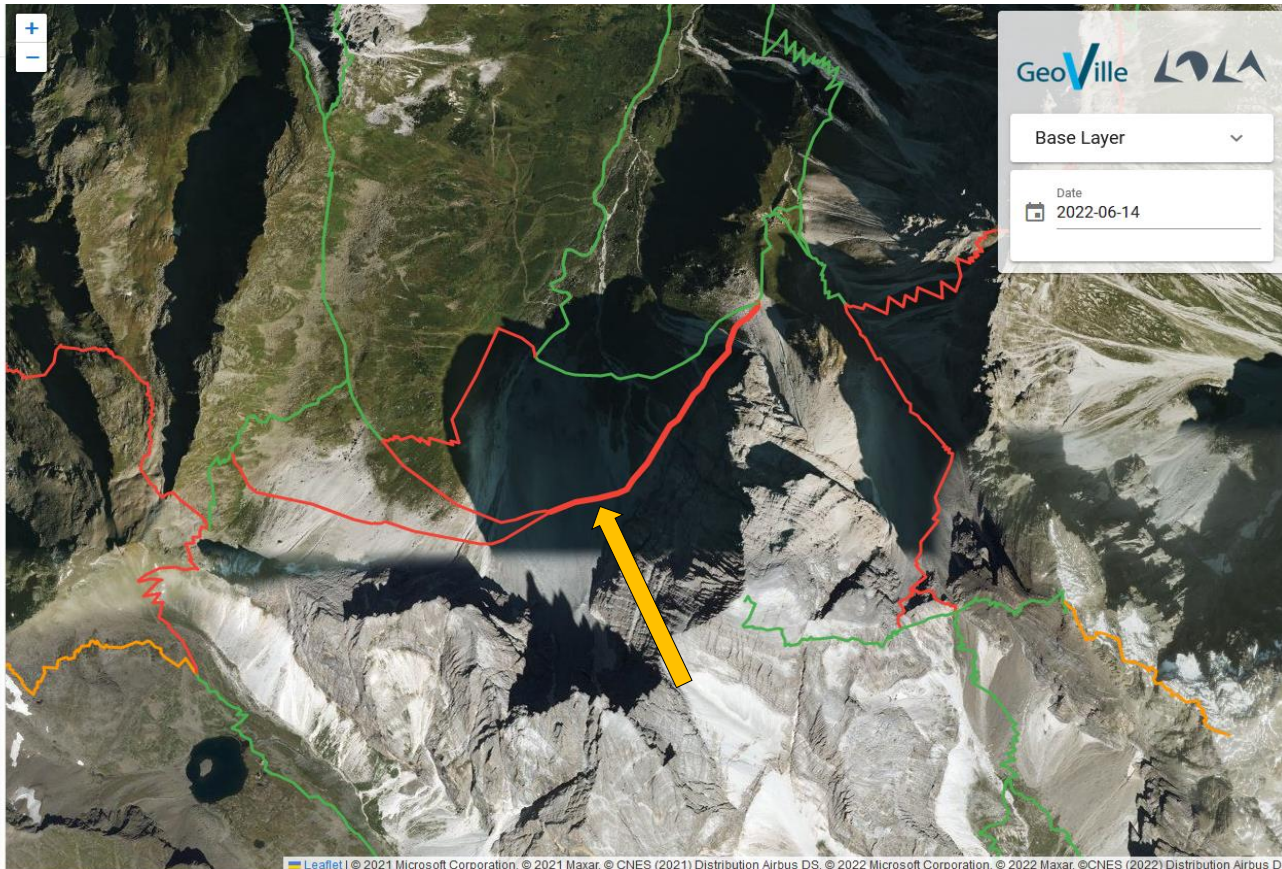 +
−
GeoVille LOLA
Base Layer
Date
2022-06-14
Leaflet | © 2021 Microsoft Corporation, © 2021 Maxar, © CNES (2021) Distribution Airbus DS, © 2022 Microsoft Corporation, © 2022 Maxar, ©CNES (2022) Distribution Airbus D